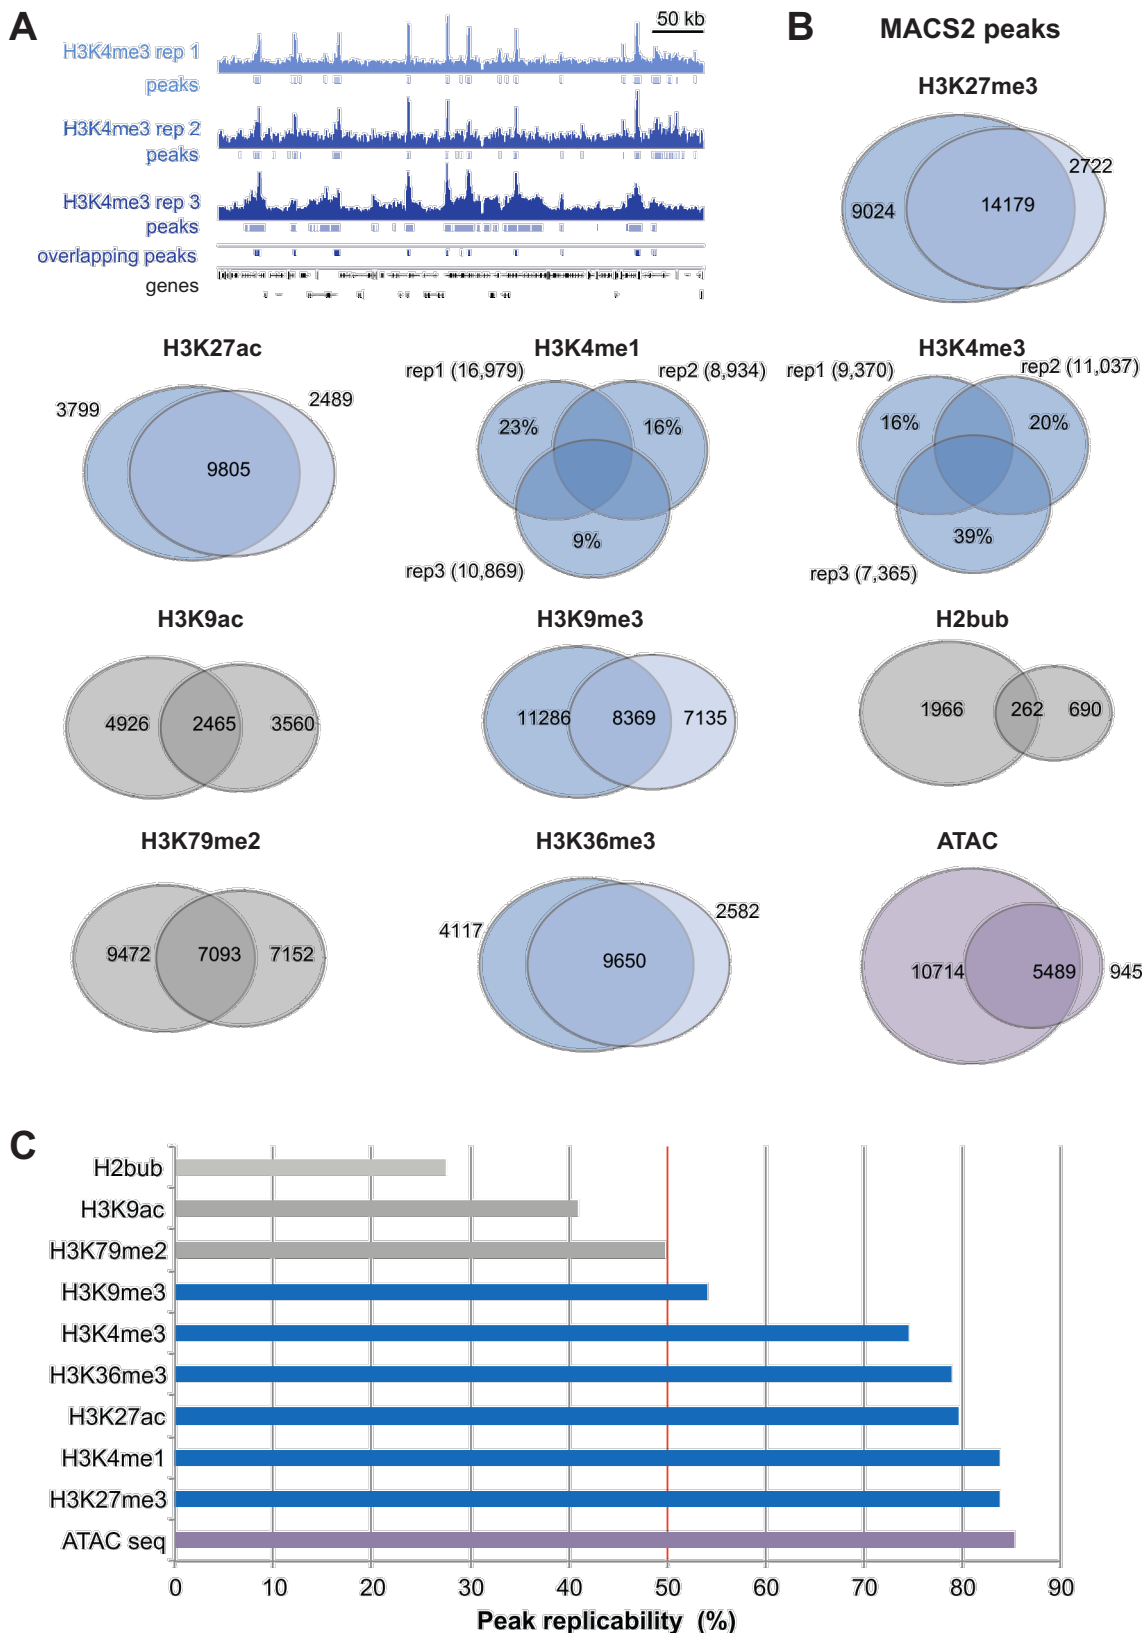 A
50 kb
H3K4me3 rep 1
peaks
H3K4me3 rep 2
peaks
H3K4me3 rep 3
peaks
overlapping peaks
genes
B
MACS2 peaks
H3K27me3
9024
14179
2722
H3K27ac
3799
9805
2489
H3K4me1
rep1 (16,979)
rep2 (8,934)
23%
16%
9%
rep3 (10,869)
H3K4me3
rep1 (9,370)
rep2 (11,037)
16%
20%
39%
rep3 (7,365)
H3K9ac
4926
2465
3560
H3K9me3
11286
8369
7135
H2bub
1966
262
690
H3K79me2
9472
7093
7152
H3K36me3
4117
9650
2582
ATAC
10714
5489
945
C
H2bub
H3K9ac
H3K79me2
H3K9me3
H3K4me3
H3K36me3
H3K27ac
H3K4me1
H3K27me3
ATAC seq
0 10 20 30 40 50 60 70 80 90
Peak replicability (%)